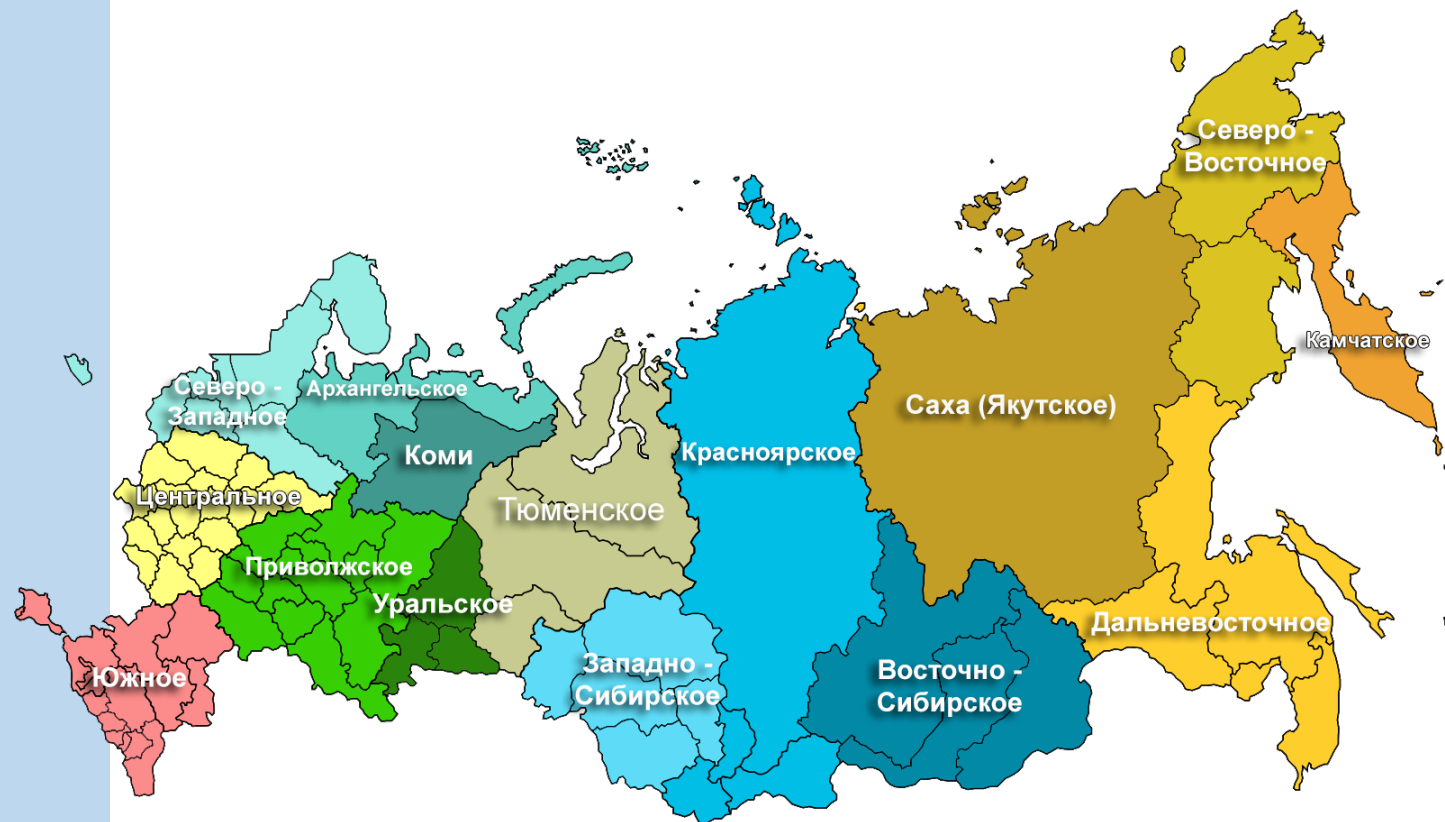 Северо -
Восточное
Камчатское
Северо -
Западное
Архангельское
Саха (Якутское)
Коми
Красноярское
Центральное
Тюменское
Приволжское
Уральское
Дальневосточное
Южное
Западно -
Сибирское
Восточно -
Сибирское